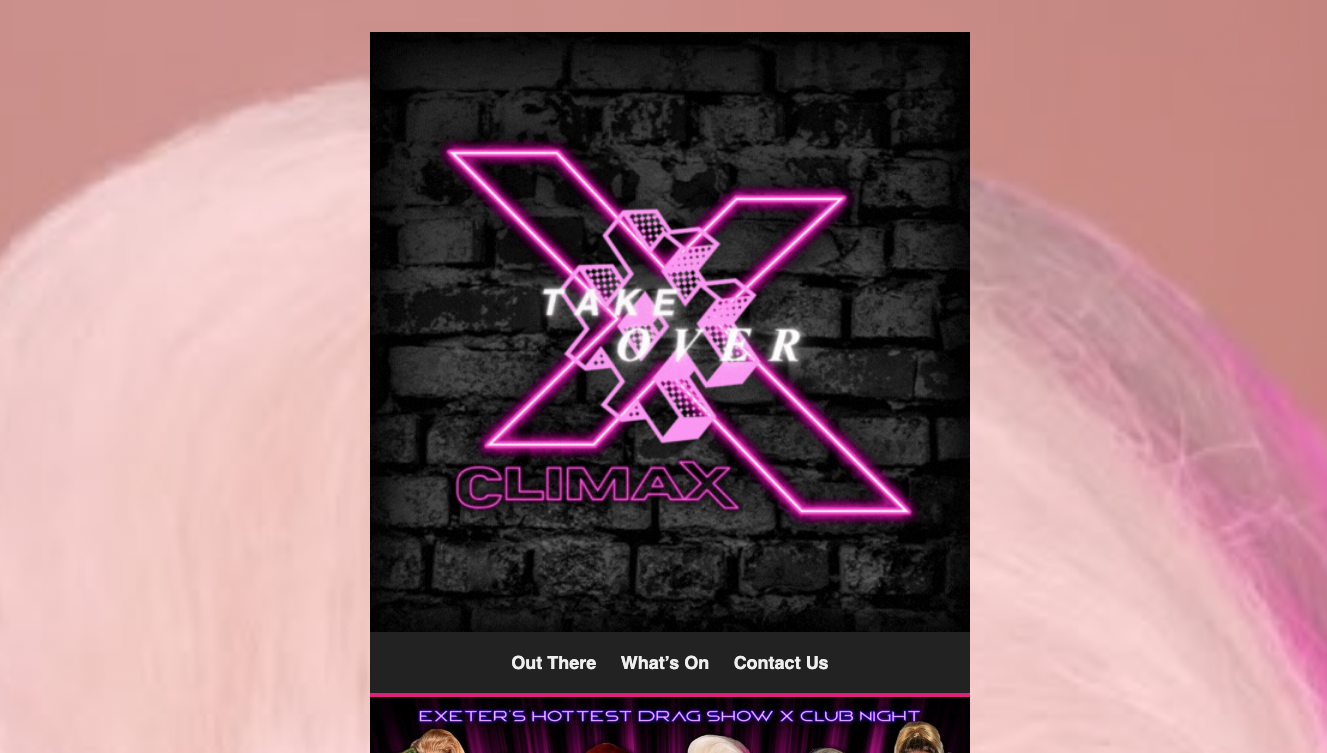 TAKE
OVER
CLIMAX
Out There What’s On Contact Us
EXETER'S HOTTEST DRAG SHOW X CLUB NIGHT